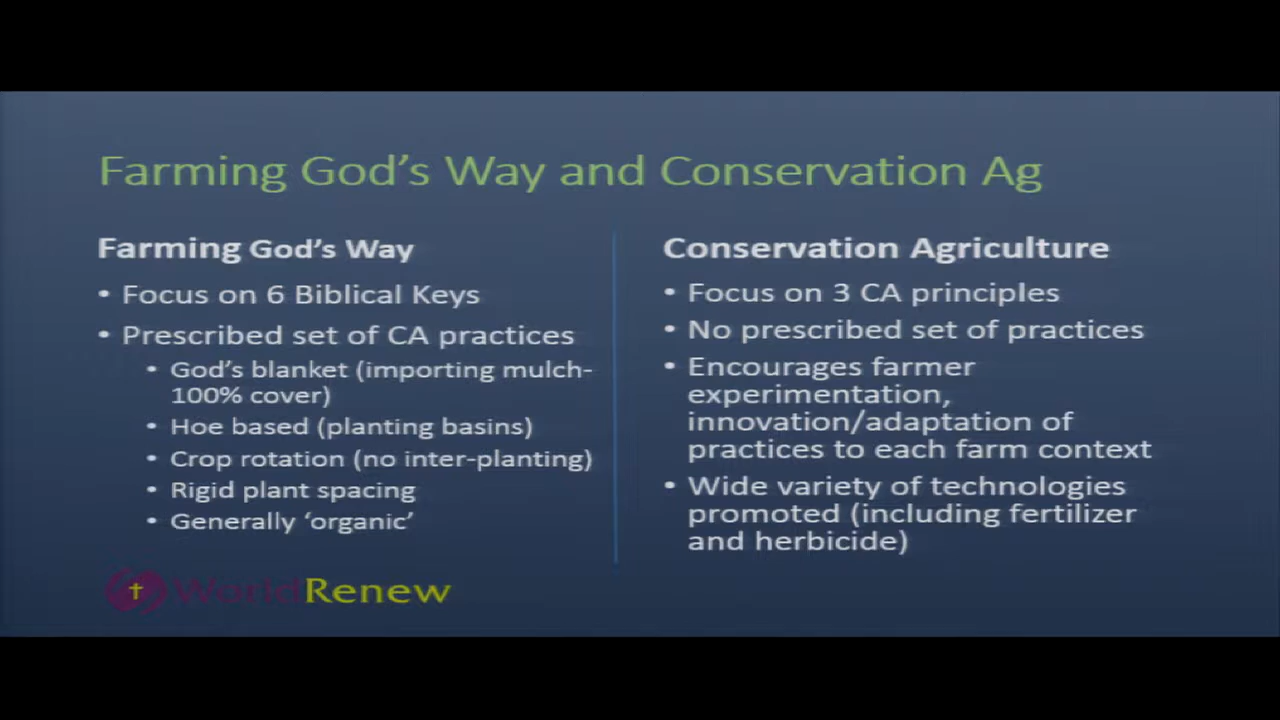 Farming God's Way and Conservation Ag
Farming God's Way
• Focus on 6 Biblical Keys
• Prescribed set of CA practices
• God's blanket (importing mulch-
100% cover)
• Hoe based (planting basins)
• Crop rotation (no inter-planting)
• Rigid plant spacing
• Generally 'organic'
Conservation Agriculture
• Focus on 3 CA principles
• No prescribed set of practices
• Encourages farmer
experimentation,
innovation/adaptation of
practices to each farm context
• Wide variety of technologies
promoted (including fertilizer
and herbicide)
WorldRenew